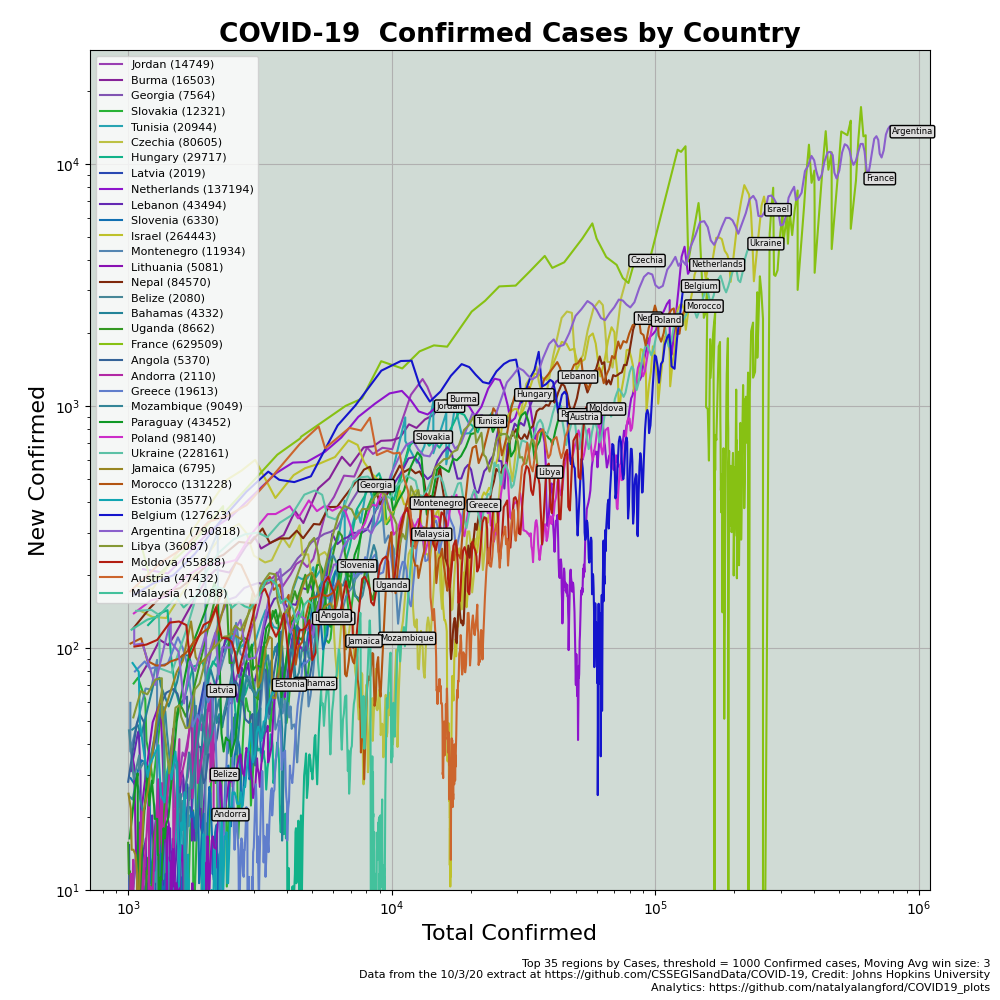 COVID-19  Confirmed Cases by Country
Jordan (14749)
Burma (16503)
Georgia (7564)
Slovakia (12321)
Tunisia (20944)
Czechia (80605)
Hungary (29717)
Latvia (2019)
Netherlands (137194)
Lebanon (43494)
Slovenia (6330)
Israel (264443)
Montenegro (11934)
Lithuania (5081)
Nepal (84570)
Belize (2080)
Bahamas (4332)
Uganda (8662)
France (629509)
Angola (5370)
Andorra (2110)
Greece (19613)
Mozambique (9049)
Paraguay (43452)
Poland (98140)
Ukraine (228161)
Jamaica (6795)
Morocco (131228)
Estonia (3577)
Belgium (127623)
Argentina (790818)
Libya (36087)
Moldova (55888)
Austria (47432)
Malaysia (12088)
Argentina
France
Israel
Ukraine
Czechia
Netherlands
Belgium
Morocco
Nep
Poland
Lebanon
Hungary
Burma
Jordan
Moldova
Austria
Tunisia
Slovakia
Libya
Georgia
Montenegro
Greece
Malaysia
Slovenia
Uganda
Angola
Jamaica
Mozambique
Latvia
Estonia
hamas
Belize
Andorra
New Confirmed
10⁴
10³
10²
10¹
10³
10⁴
10⁵
10⁶
Total Confirmed
Top 35 regions by Cases, threshold = 1000 Confirmed cases, Moving Avg win size: 3
Data from the 10/3/20 extract at https://github.com/CSSEGISandData/COVID-19, Credit: Johns Hopkins University
Analytics: https://github.com/natalyalangford/COVID19_plots